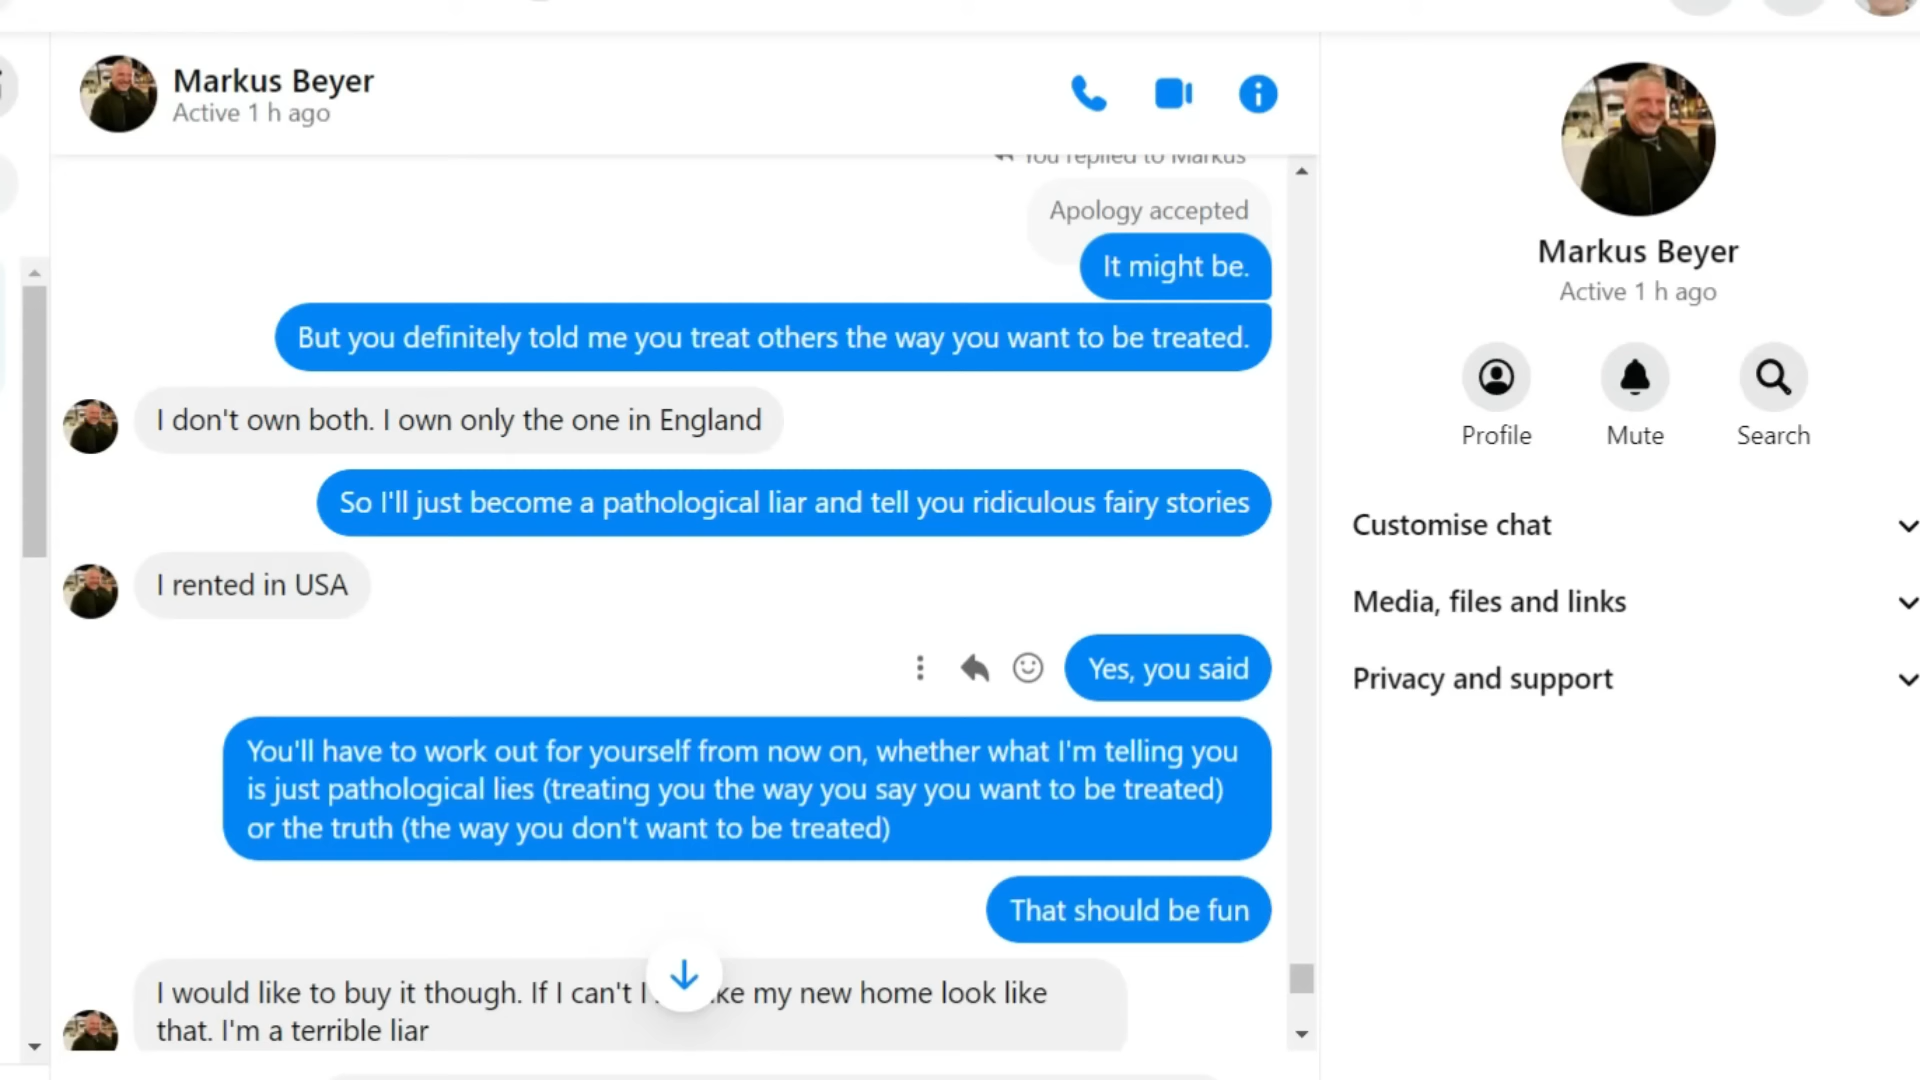 Markus Beyer
Active 1 h ago
You replied to Markus
Apology accepted
It might be.
But you definitely told me you treat others the way you want to be treated.
I don't own both. I own only the one in England
So I'll just become a pathological liar and tell you ridiculous fairy stories
I rented in USA
Yes, you said
You'll have to work out for yourself from now on, whether what I'm telling you
is just pathological lies (treating you the way you say you want to be treated)
or the truth (the way you don't want to be treated)
That should be fun
I would like to buy it though. If I can't my new home look like
that. I'm a terrible liar
Markus Beyer
Active 1 h ago
Profile
Mute
Search
Customise chat
Media, files and links
Privacy and support